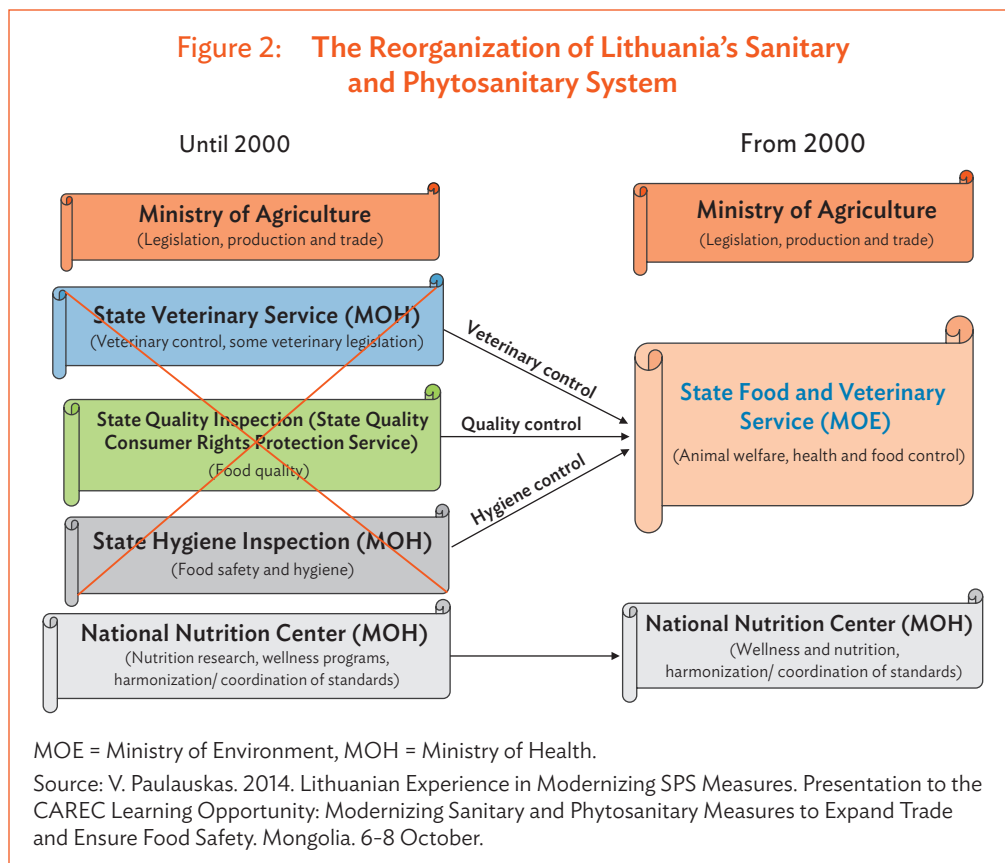 Figure 2: The Reorganization of Lithuania's Sanitary
and Phytosanitary System
Until 2000
From 2000
Ministry of Agriculture
(Legislation, production and trade)
Ministry of Agriculture
(Legislation, production and trade)
State Veterinary Service (MOH)
(Veterinary control, some veterinary legislation)
Veterinary control
State Quality Inspection (State Quality
Consumer Rights Protection Service)
(Food quality)
Quality control
State Food and Veterinary
Service (MOE)
(Animal welfare, health and food control)
Hygiene control
State Hygiene Inspection (MOH)
(Food safety and hygiene)
National Nutrition Center (MOH)
(Nutrition research, wellness programs,
harmonization/ coordination of standards)
National Nutrition Center (MOH)
(Wellness and nutrition,
harmonization/ coordination of standards)
MOE = Ministry of Environment, MOH = Ministry of Health.
Source: V. Paulauskas. 2014. Lithuanian Experience in Modernizing SPS Measures. Presentation to the
CAREC Learning Opportunity: Modernizing Sanitary and Phytosanitary Measures to Expand Trade
and Ensure Food Safety. Mongolia. 6-8 October.